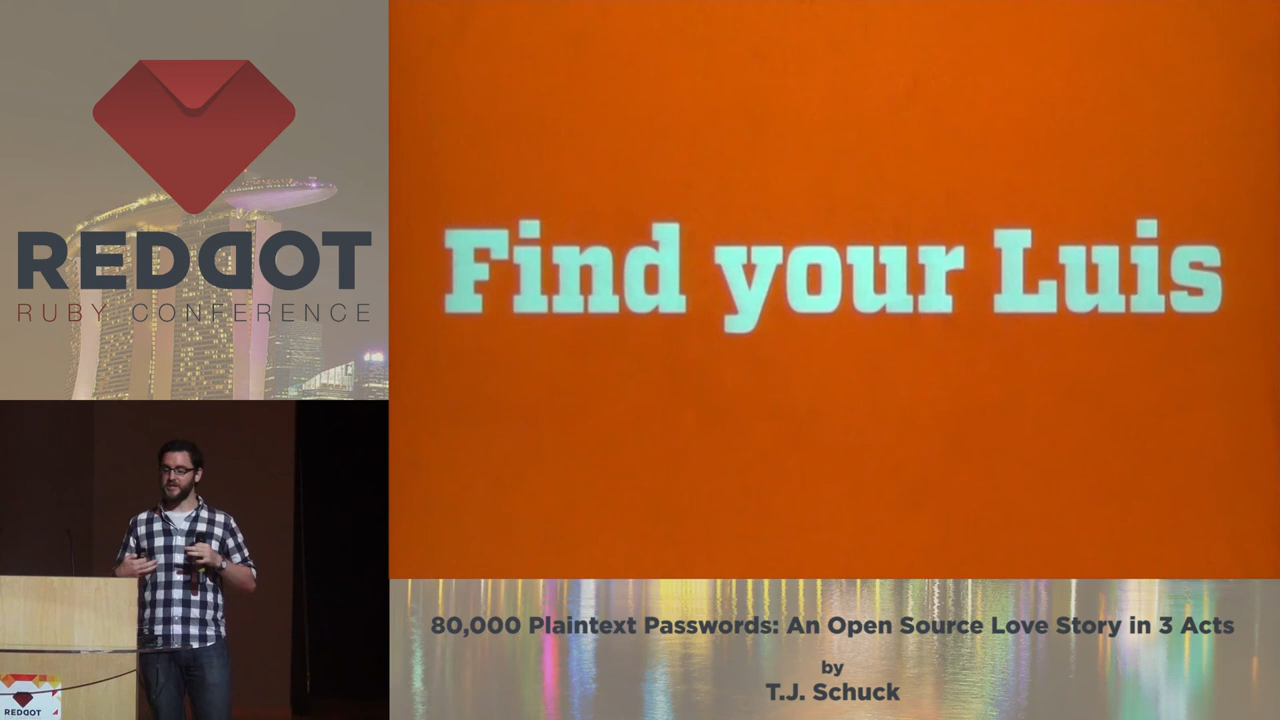 REDDOT
RUBY CONFERENCE
Find your Luis
REDDOT
80,000 Plaintext Passwords: An Open Source Love Story in 3 Acts
by
T.J. Schuck